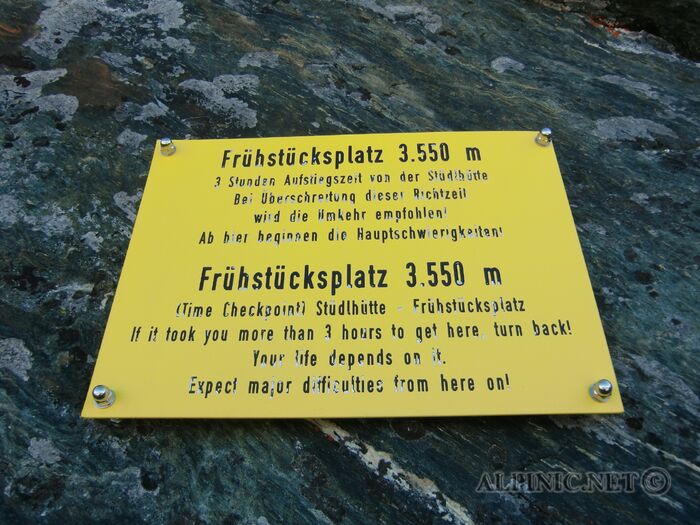 Frühstücksplatz 3.550 m
3 Stunden Aufstiegszeit von der Stüdlhütte
Bei Überschreitung dieser Richtzeit
wird die Umkehr empfohlen!
Ab hier beginnen die Hauptschwierigkeiten!
Frühstücksplatz 3.550 m
(Time Checkpoint) Stüdlhütte - Frühstücksplatz
If it took you more than 3 hours to get here, turn back!
Your life depends on it.
Expect major difficulties from here on!
ALPINIC.NET ©